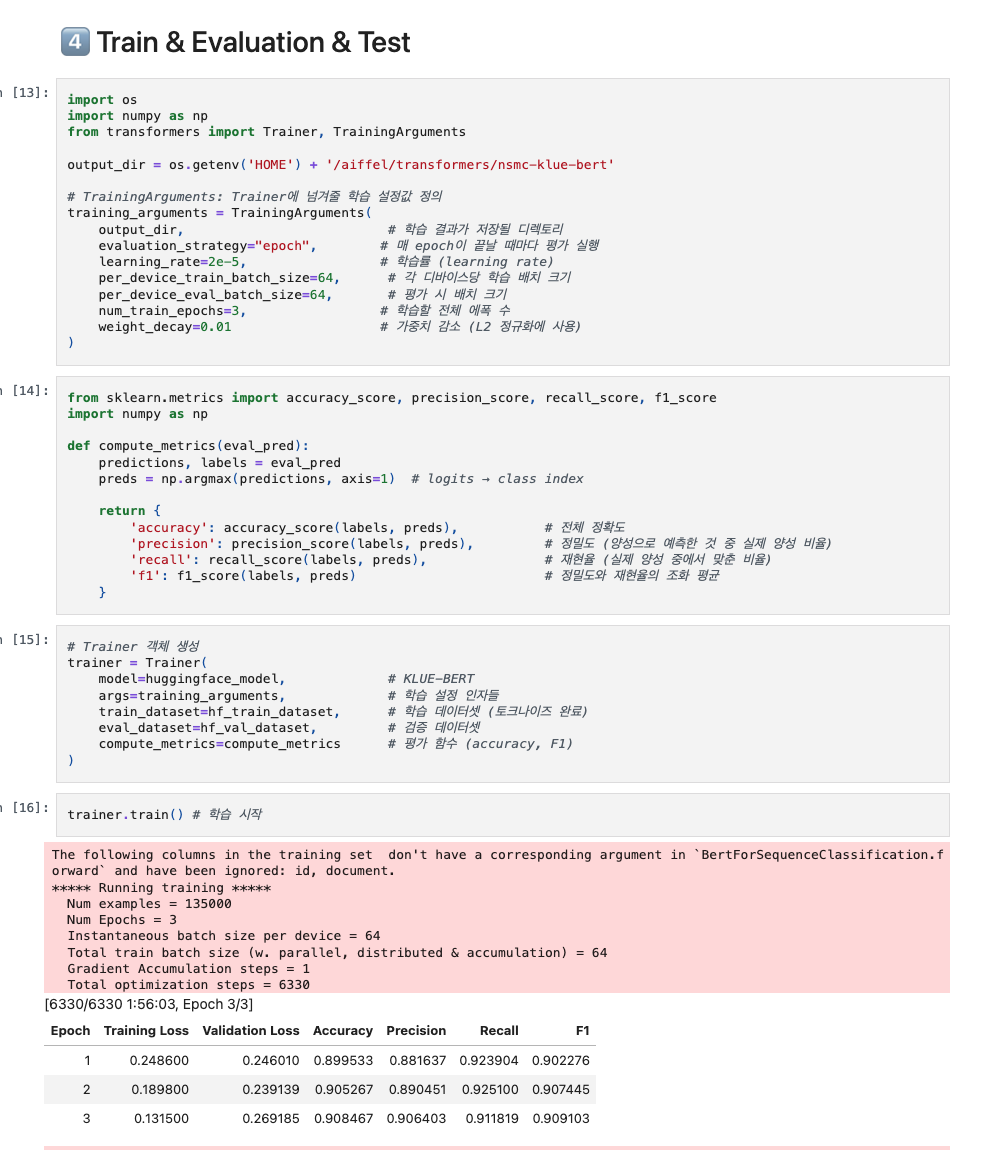 4 Train & Evaluation & Test
[13]:
import os
import numpy as np
from transformers import Trainer, TrainingArguments
output_dir = os.getenv('HOME') + '/aiffel/transformers/nsmc-klue-bert'
# TrainingArguments: Trainer에 넘겨줄 학습 설정값 정의
training_arguments = TrainingArguments(
output_dir, # 학습 결과가 저장될 디렉토리
evaluation_strategy="epoch", # 매 epoch이 끝날 때마다 평가 실행
learning_rate=2e-5, # 학습률 (learning rate)
per_device_train_batch_size=64, # 각 디바이스당 학습 배치 크기
per_device_eval_batch_size=64, # 평가 시 배치 크기
num_train_epochs=3, # 학습할 전체 에폭 수
weight_decay=0.01 # 가중치 감소 (L2 정규화에 사용)
)
[14]:
from sklearn.metrics import accuracy_score, precision_score, recall_score, f1_score
import numpy as np
def compute_metrics(eval_pred):
predictions, labels = eval_pred
preds = np.argmax(predictions, axis=1) # logits → class index
return {
'accuracy': accuracy_score(labels, preds), # 전체 정확도
'precision': precision_score(labels, preds), # 정밀도 (양성으로 예측한 것 중 실제 양성 비율)
'recall': recall_score(labels, preds), # 재현율 (실제 양성 중에서 맞춘 비율)
'f1': f1_score(labels, preds) # 정밀도와 재현율의 조화 평균
}
[15]:
# Trainer 객체 생성
trainer = Trainer(
model=huggingface_model, # KLUE-BERT
args=training_arguments, # 학습 설정 인자들
train_dataset=hf_train_dataset, # 학습 데이터셋 (토크나이즈 완료)
eval_dataset=hf_val_dataset, # 검증 데이터셋
compute_metrics=compute_metrics # 평가 함수 (accuracy, F1)
)
[16]:
trainer.train() # 학습 시작
The following columns in the training set  don't have a corresponding argument in `BertForSequenceClassification.f
orward` and have been ignored: id, document.
***** Running training *****
Num examples = 135000
Num Epochs = 3
Instantaneous batch size per device = 64
Total train batch size (w. parallel, distributed & accumulation) = 64
Gradient Accumulation steps = 1
Total optimization steps = 6330
[6330/6330 1:56:03, Epoch 3/3]
Epoch Training Loss Validation Loss Accuracy Precision Recall F1
1 0.248600 0.246010 0.899533 0.881637 0.923904 0.902276
2 0.189800 0.239139 0.905267 0.890451 0.925100 0.907445
3 0.131500 0.269185 0.908467 0.906403 0.911819 0.909103